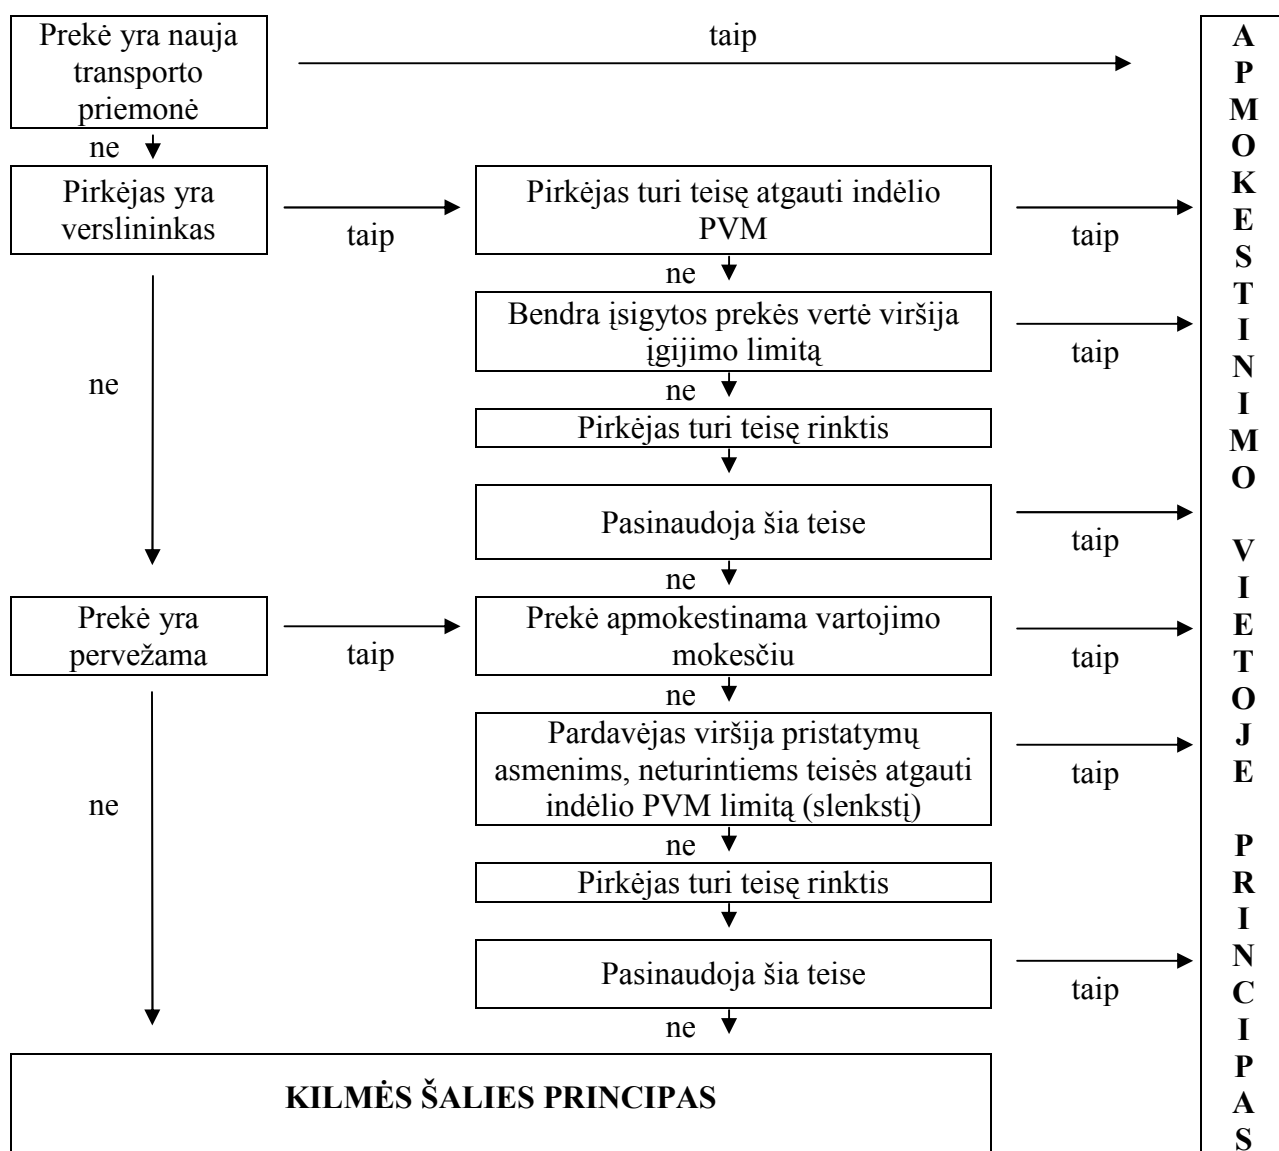 Prekė yra nauja
transporto
priemonė
taip
ne
Pirkėjas yra
verslininkas
taip
Pirkėjas turi teisę atgauti indėlio
PVM
taip
ne
Bendra įsigytos prekės vertė viršija
įgijimo limitą
taip
ne
ne
Pirkėjas turi teisę rinktis
Pasinaudoja šia teise
taip
ne
Prekė yra
pervežama
taip
Prekė apmokestinama vartojimo
mokesčiu
taip
ne
Pardavėjas viršija pristatymų
asmenims, neturintiems teisės atgauti
indėlio PVM limitą (slenkstį)
taip
ne
ne
Pirkėjas turi teisę rinktis
Pasinaudoja šia teise
taip
ne
KILMĖS ŠALIES PRINCIPAS
A
P
M
O
K
E
S
T
I
N
I
M
O
V
I
E
T
O
J
E
P
R
I
N
C
I
P
A
S